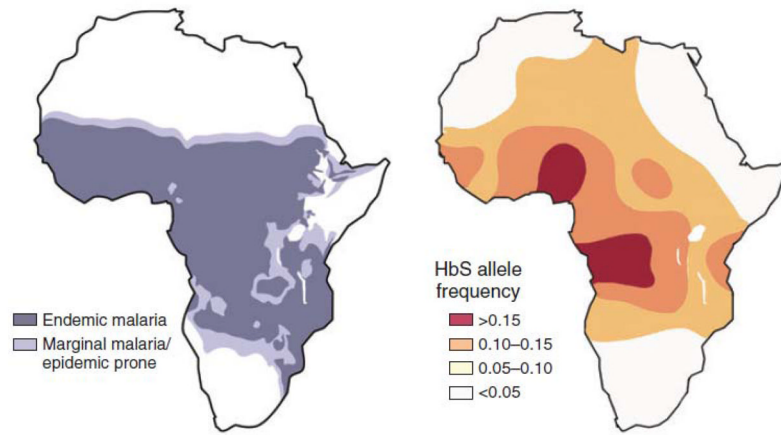 Endemic malaria
Marginal malaria/
epidemic prone
HbS allele
frequency
>0.15
0.10–0.15
0.05–0.10
<0.05